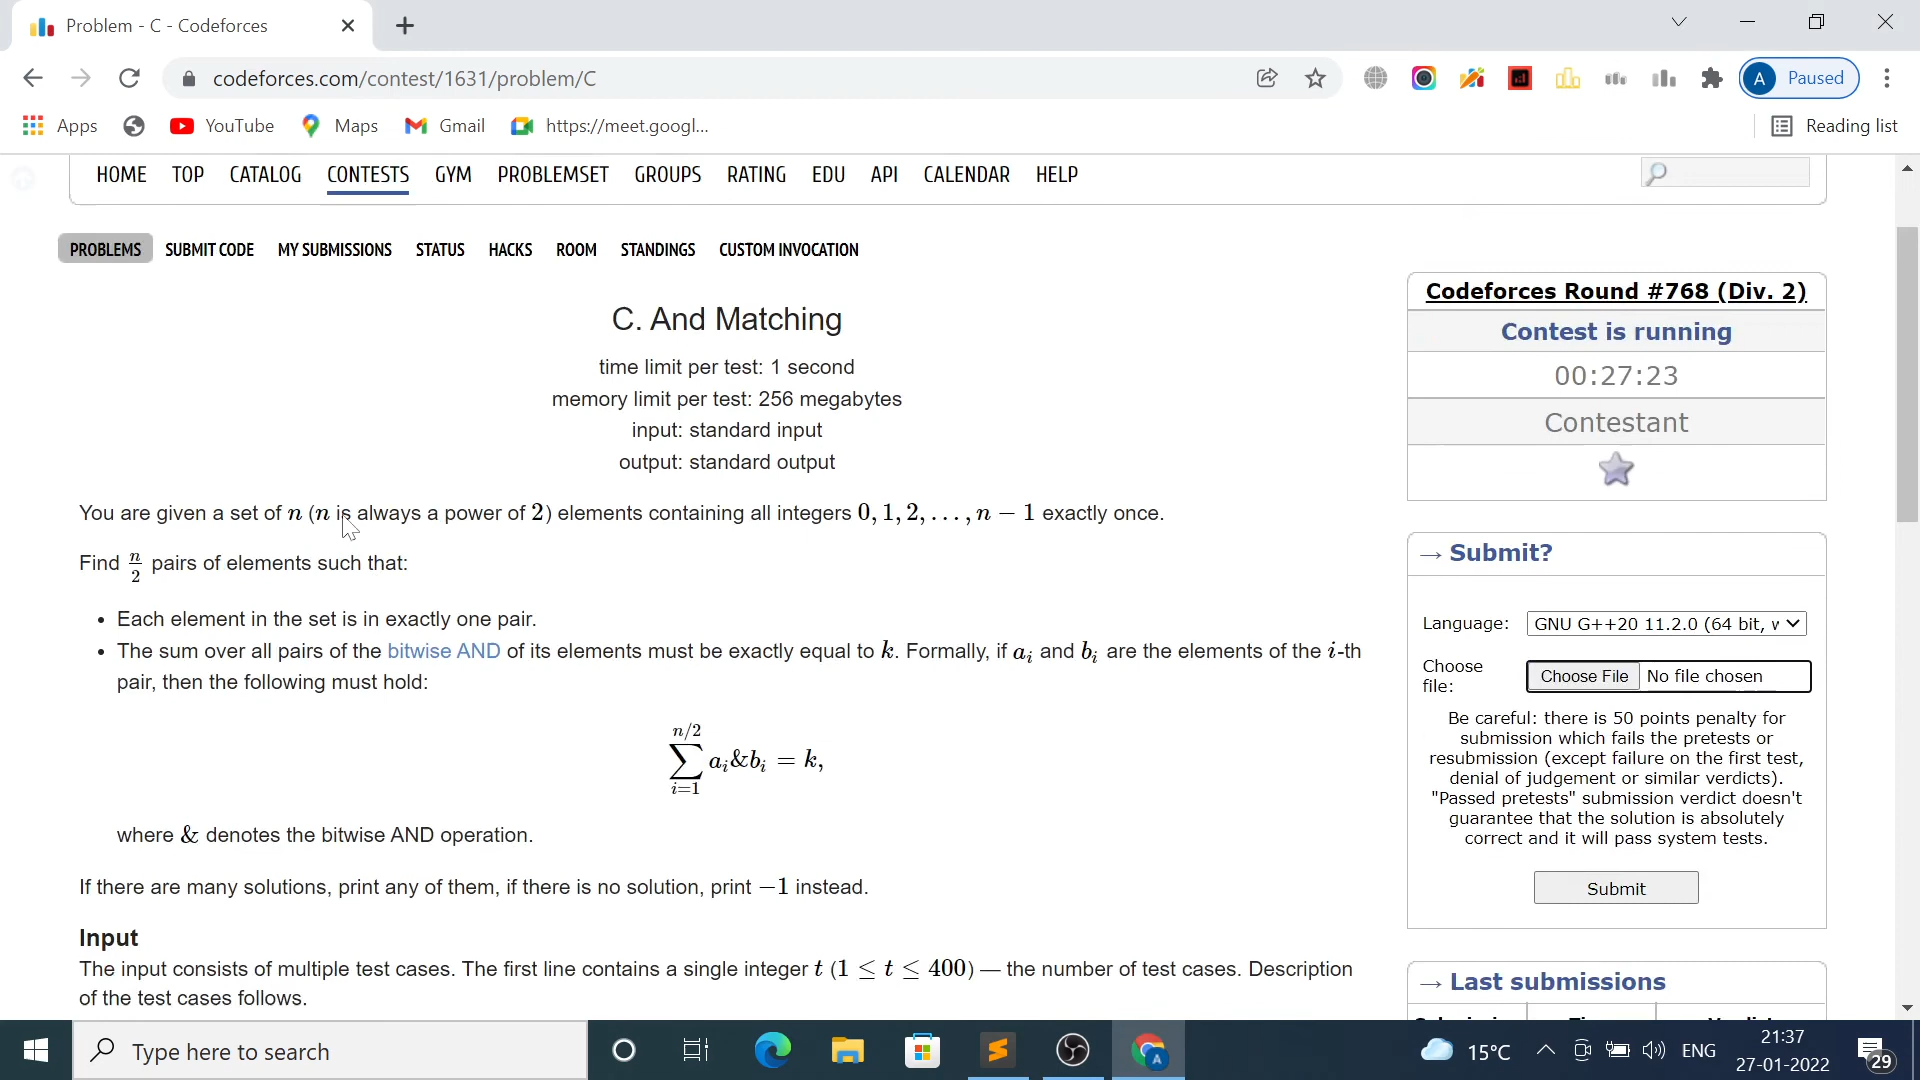 Problem - C - Codeforces
codeforces.com/contest/1631/problem/C
A Paused
Apps
YouTube
Maps
Gmail
https://meet.googl...
Reading list
HOME TOP CATALOG CONTESTS GYM PROBLEMSET GROUPS RATING EDU API CALENDAR HELP
PROBLEMS SUBMIT CODE MY SUBMISSIONS STATUS HACKS ROOM STANDINGS CUSTOM INVOCATION
C. And Matching
time limit per test: 1 second
memory limit per test: 256 megabytes
input: standard input
output: standard output
You are given a set of n (n is always a power of 2) elements containing all integers 0, 1, 2, …, n − 1 exactly once.
Find n/2 pairs of elements such that:
• Each element in the set is in exactly one pair.
• The sum over all pairs of the bitwise AND of its elements must be exactly equal to k. Formally, if aᵢ and bᵢ are the elements of the i-th
pair, then the following must hold:
n/2
∑ aᵢ&bᵢ = k,
i=1
where & denotes the bitwise AND operation.
If there are many solutions, print any of them, if there is no solution, print −1 instead.
Input
The input consists of multiple test cases. The first line contains a single integer t (1 ≤ t ≤ 400) — the number of test cases. Description
of the test cases follows.
Codeforces Round #768 (Div. 2)
Contest is running
00:27:23
Contestant
→ Submit?
Language: GNU G++20 11.2.0 (64 bit,
Choose
file:
Choose File No file chosen
Be careful: there is 50 points penalty for
submission which fails the pretests or
resubmission (except failure on the first test,
denial of judgement or similar verdicts).
"Passed pretests" submission verdict doesn't
guarantee that the solution is absolutely
correct and it will pass system tests.
Submit
→ Last submissions
Type here to search
A
15°C
ENG
21:37
27-01-2022
29